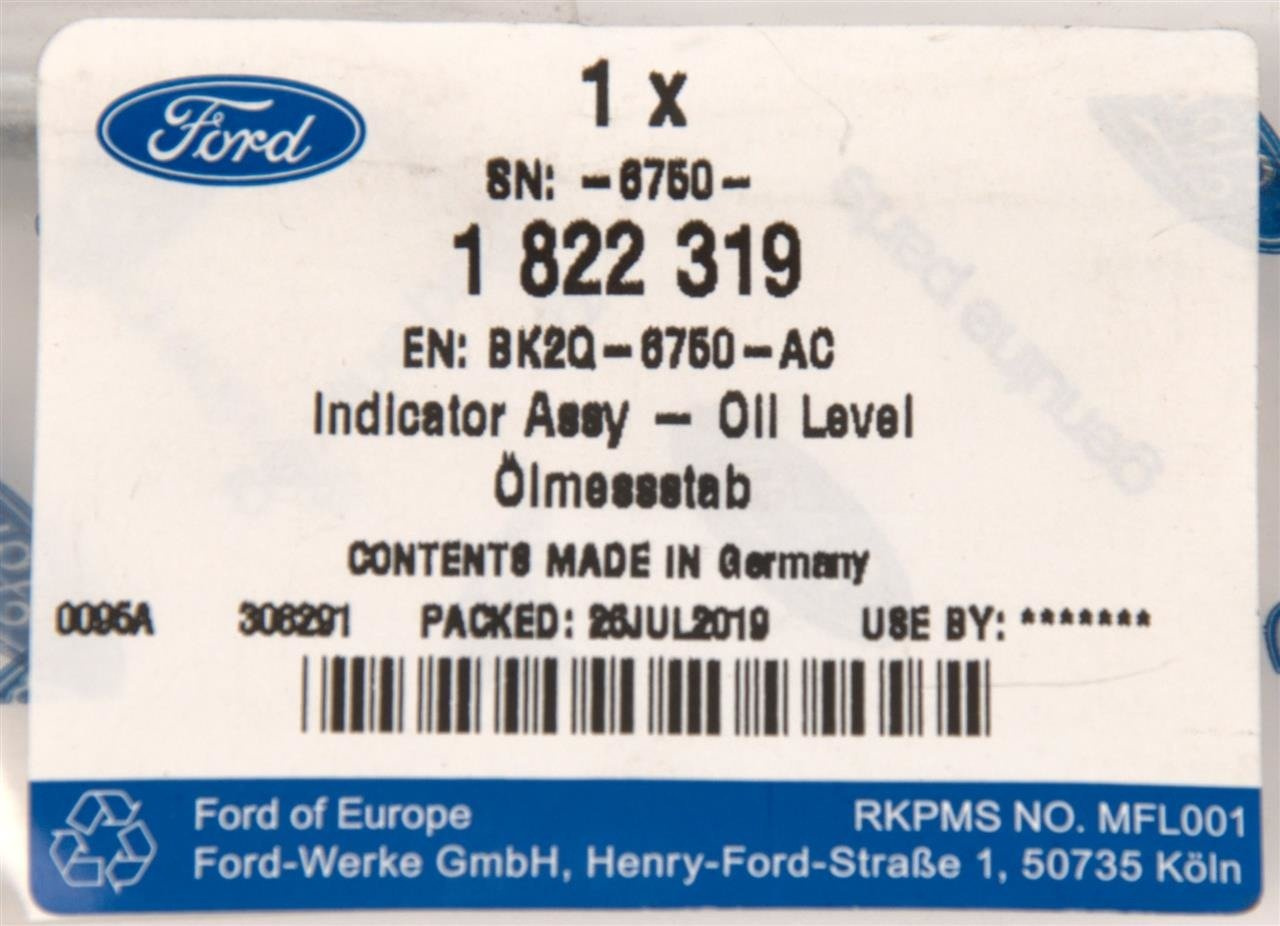 Ford
1 x
SN: -6750-
1 822 319
EN: BK2Q-6750-AC
Indicator Assy - Oil Level
Ölmessstab
CONTENTS MADE IN Germany
0095A 306291 PACKED: 26JUL2019 USE BY: *******
Ford of Europe RKPMS NO. MFL001
Ford-Werke GmbH, Henry-Ford-Straße 1, 50735 Köln